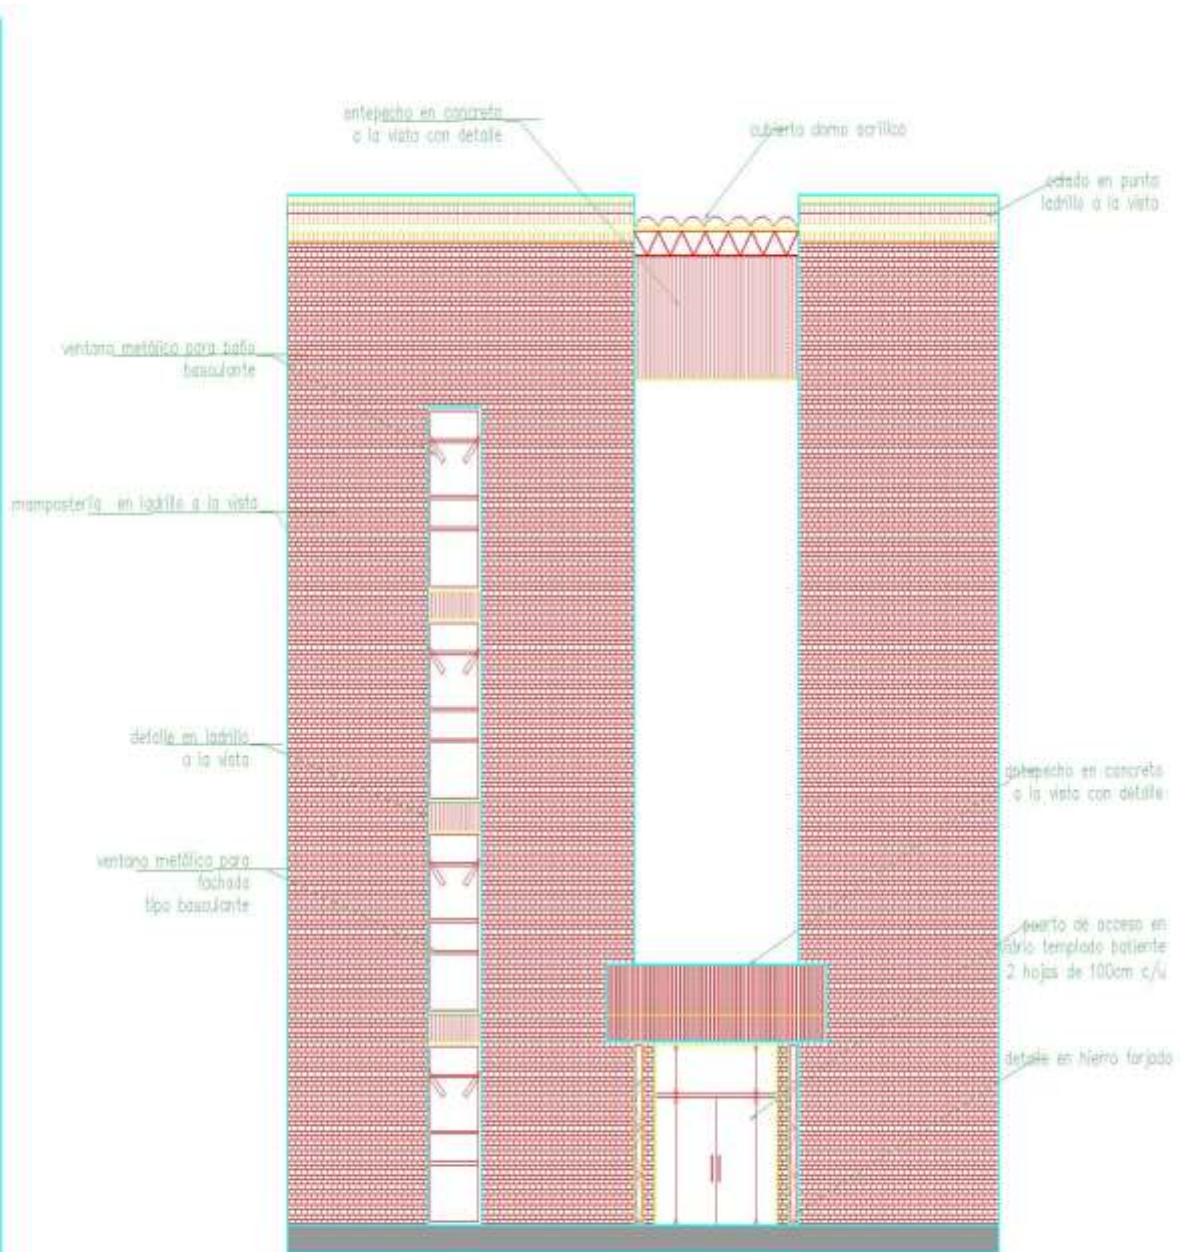 antepecho en concreto
a la vista con detalle
cubierta domo acrilico
calado en punta
ladrillo a la vista
ventana metálica para baño
basculante
mampostería en ladrillo a la vista
detalle en ladrillo
a la vista
antepecho en concreto
a la vista con detalle
ventana metálica para
fachada
tipo basculante
puerta de acceso en
vidrio templado batiente
2 hojas de 100cm c/u
detalle en hierro forjado